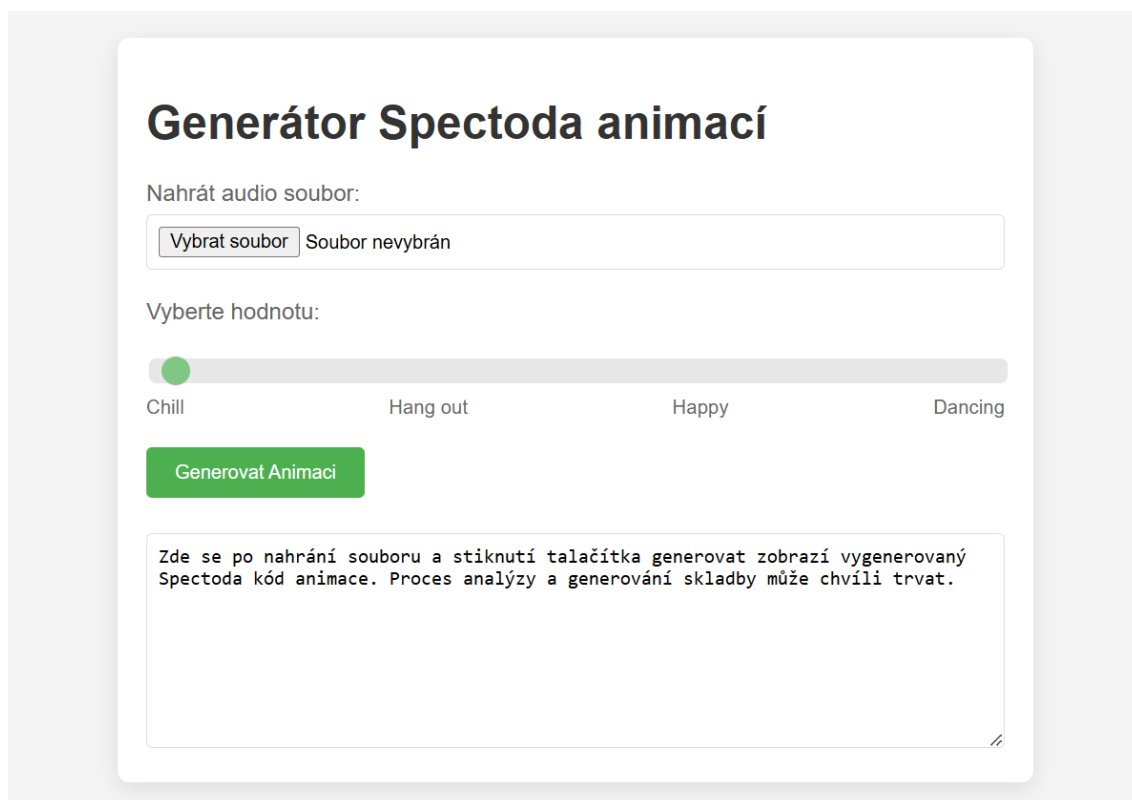 Generátor Spectoda animací
Nahrát audio soubor:
Vybrat soubor Soubor nevybrán
Vyberte hodnotu:
Chill Hang out Happy Dancing
Generovat Animaci
Zde se po nahrání souboru a stiknutí talačítka generovat zobrazí vygenerovaný
Spectoda kód animace. Proces analýzy a generování skladby může chvíli trvat.